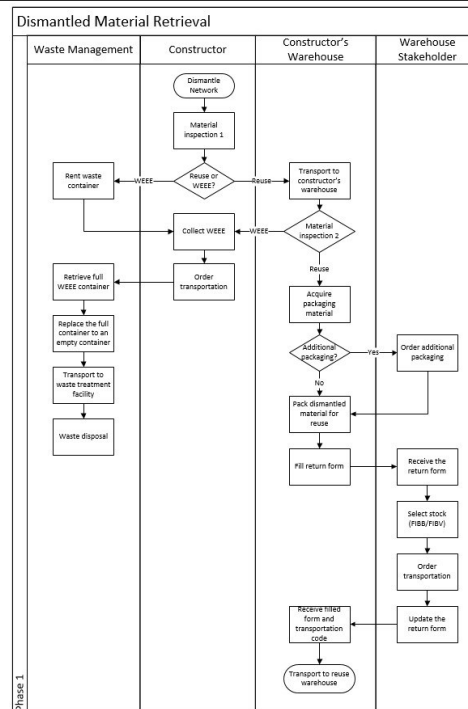 Dismantled Material Retrieval
Waste Management
Constructor
Constructor's
Warehouse
Warehouse
Stakeholder
Dismantle
Network
Material
inspection 1
Rent waste
container
WEEE
Reuse or
WEEE?
Reuse
Transport to
constructor's
warehouse
Collect WEEE
WEEE
Material
inspection 2
Reuse
Retrieve full
WEEE container
Order
transportation
Acquire
packaging
material
Replace the full
container to an
empty container
Additional
packaging?
Yes
Order additional
packaging
No
Transport to
waste treatment
facility
Pack dismantled
material for
reuse
Waste disposal
Fill return form
Receive the
return form
Select stock
(FIBB/FIBV)
Order
transportation
Receive filled
form and
transportation
code
Update the
return form
Transport to reuse
warehouse
Phase 1